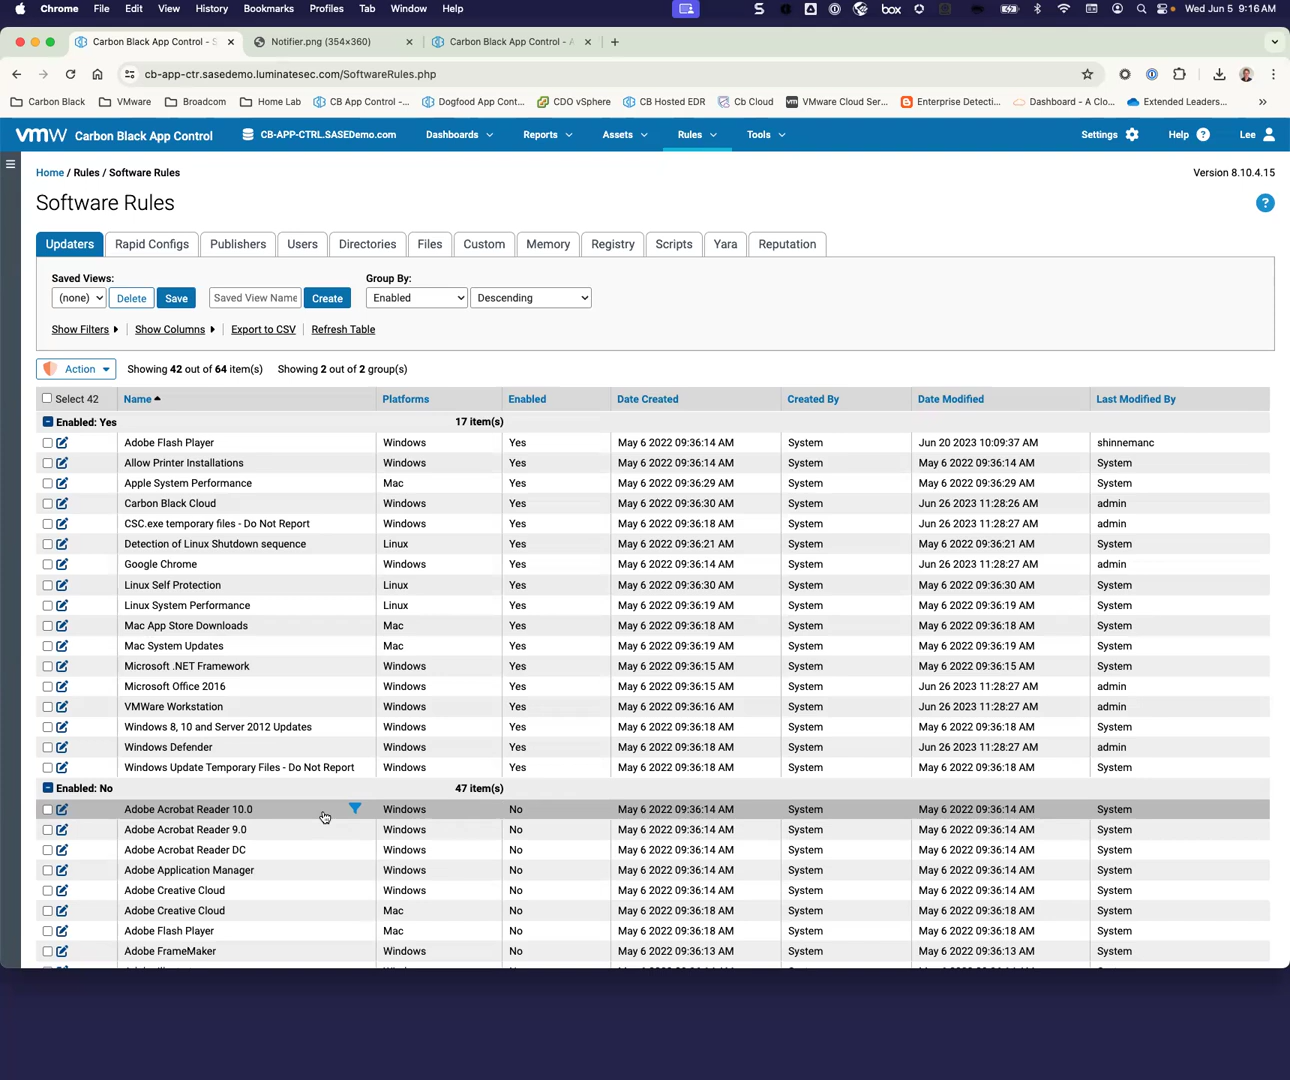 Chrome File Edit View History Bookmarks Profiles Tab Window Help S box Wed Jun 5 9:16 AM
Carbon Black App Control - S Notifier.png (354×360) Carbon Black App Control - A
cb-app-ctr.sasedemo.luminatesec.com/SoftwareRules.php
Carbon Black VMware Broadcom Home Lab CB App Control -... Dogfood App Cont... CDO vSphere CB Hosted EDR Cb Cloud vmw VMware Cloud Ser... Enterprise Detecti... Dashboard - A Clo... Extended Leaders... »
vmw Carbon Black App Control CB-APP-CTRL.SASEDemo.com Dashboards Reports Assets Rules Tools Settings Help ? Lee
Home / Rules / Software Rules Version 8.10.4.15
Software Rules ?
Updaters Rapid Configs Publishers Users Directories Files Custom Memory Registry Scripts Yara Reputation
Saved Views: Group By:
(none) Delete Save Saved View Name Create Enabled Descending
Show Filters Show Columns Export to CSV Refresh Table
Action Showing 42 out of 64 item(s) Showing 2 out of 2 group(s)
Select 42 Name Platforms Enabled Date Created Created By Date Modified Last Modified By
Enabled: Yes 17 item(s)
Adobe Flash Player Windows Yes May 6 2022 09:36:14 AM System Jun 20 2023 10:09:37 AM shinnemanc
Allow Printer Installations Windows Yes May 6 2022 09:36:14 AM System May 6 2022 09:36:14 AM System
Apple System Performance Mac Yes May 6 2022 09:36:29 AM System May 6 2022 09:36:29 AM System
Carbon Black Cloud Windows Yes May 6 2022 09:36:30 AM System Jun 26 2023 11:28:26 AM admin
CSC.exe temporary files - Do Not Report Windows Yes May 6 2022 09:36:18 AM System Jun 26 2023 11:28:27 AM admin
Detection of Linux Shutdown sequence Linux Yes May 6 2022 09:36:21 AM System May 6 2022 09:36:21 AM System
Google Chrome Windows Yes May 6 2022 09:36:14 AM System Jun 26 2023 11:28:27 AM admin
Linux Self Protection Linux Yes May 6 2022 09:36:30 AM System May 6 2022 09:36:30 AM System
Linux System Performance Linux Yes May 6 2022 09:36:19 AM System May 6 2022 09:36:19 AM System
Mac App Store Downloads Mac Yes May 6 2022 09:36:18 AM System May 6 2022 09:36:18 AM System
Mac System Updates Mac Yes May 6 2022 09:36:19 AM System May 6 2022 09:36:19 AM System
Microsoft .NET Framework Windows Yes May 6 2022 09:36:15 AM System May 6 2022 09:36:15 AM System
Microsoft Office 2016 Windows Yes May 6 2022 09:36:15 AM System Jun 26 2023 11:28:27 AM admin
VMWare Workstation Windows Yes May 6 2022 09:36:16 AM System Jun 26 2023 11:28:27 AM admin
Windows 8, 10 and Server 2012 Updates Windows Yes May 6 2022 09:36:18 AM System May 6 2022 09:36:18 AM System
Windows Defender Windows Yes May 6 2022 09:36:18 AM System Jun 26 2023 11:28:27 AM admin
Windows Update Temporary Files - Do Not Report Windows Yes May 6 2022 09:36:18 AM System May 6 2022 09:36:18 AM System
Enabled: No 47 item(s)
Adobe Acrobat Reader 10.0 Windows No May 6 2022 09:36:14 AM System May 6 2022 09:36:14 AM System
Adobe Acrobat Reader 9.0 Windows No May 6 2022 09:36:14 AM System May 6 2022 09:36:14 AM System
Adobe Acrobat Reader DC Windows No May 6 2022 09:36:14 AM System May 6 2022 09:36:14 AM System
Adobe Application Manager Windows No May 6 2022 09:36:14 AM System May 6 2022 09:36:14 AM System
Adobe Creative Cloud Windows No May 6 2022 09:36:14 AM System May 6 2022 09:36:14 AM System
Adobe Creative Cloud Mac No May 6 2022 09:36:18 AM System May 6 2022 09:36:18 AM System
Adobe Flash Player Mac No May 6 2022 09:36:18 AM System May 6 2022 09:36:18 AM System
Adobe FrameMaker Windows No May 6 2022 09:36:13 AM System May 6 2022 09:36:13 AM System